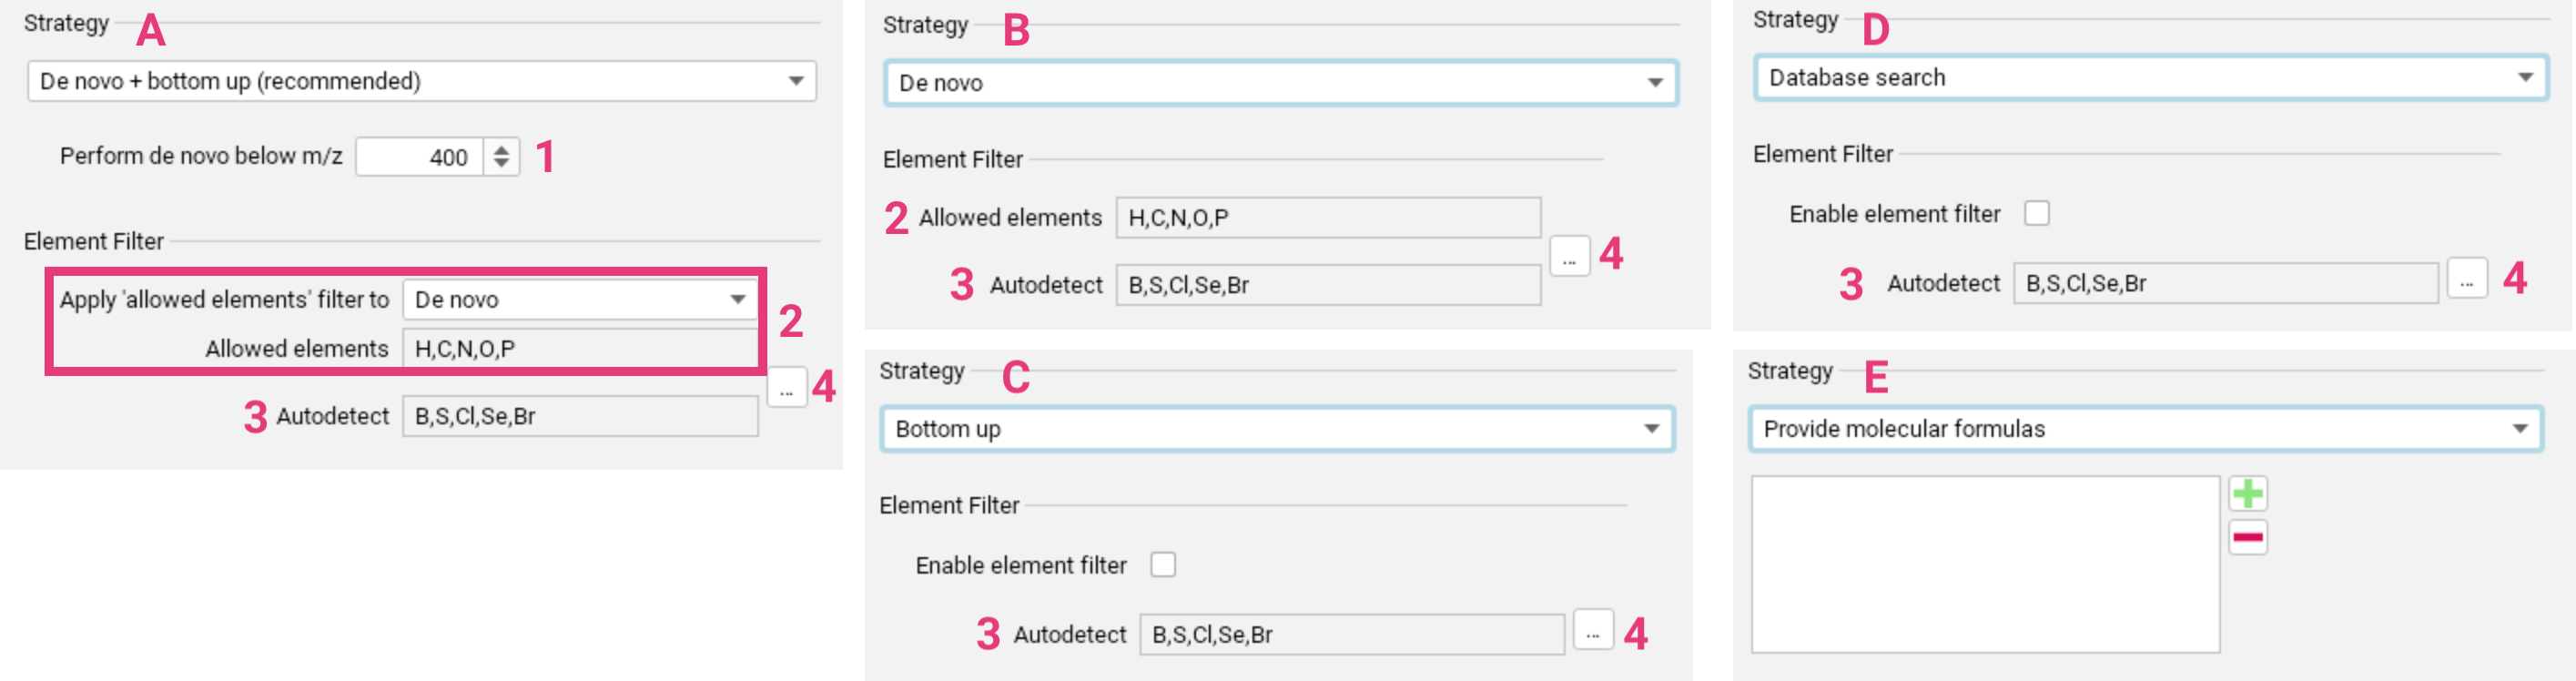 Strategy A
De novo + bottom up (recommended)
Perform de novo below m/z 400 1
Element Filter
Apply 'allowed elements' filter to De novo
2
Allowed elements H,C,N,O,P
... 4
3 Autodetect B,S,Cl,Se,Br
Strategy B
De novo
Element Filter
2 Allowed elements H,C,N,O,P
... 4
3 Autodetect B,S,Cl,Se,Br
Strategy C
Bottom up
Element Filter
Enable element filter
3 Autodetect B,S,Cl,Se,Br ... 4
Strategy D
Database search
Element Filter
Enable element filter
3 Autodetect B,S,Cl,Se,Br ... 4
Strategy E
Provide molecular formulas